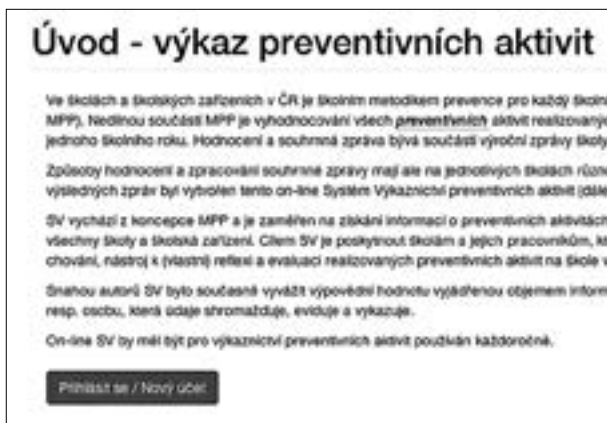 Úvod - výkaz preventivních aktivit
Ve školách a školských zařízeních v ČR je školním metodikem prevence pro každý školní
MPP). Nedílnou součástí MPP je vyhodnocování všech preventivních aktivit realizovaných
jednoho školního roku. Hodnocení a souhrnná zpráva bývá součástí výroční zprávy školy
Způsoby hodnocení a zpracování souhrnné zprávy mají ale na jednotlivých školách různo
výsledných zpráv byl vytvořen tento on-line Systém Výkaznictví preventivních aktivit (dále
SV vychází z koncepce MPP a je zaměřen na získání informací o preventivních aktivitách
všechny školy a školská zařízení. Cílem SV je poskytnout školám a jejich pracovníkům, kt
chování, nástroj k (vlastní) reflexi a evaluaci realizovaných preventivních aktivit na škole v
Snahou autorů SV bylo současně vyvážit výpovědní hodnotu vyjádřenou objemem inform
resp. osobu, která údaje shromažďuje, eviduje a vykazuje.
On-line SV by měl být pro výkaznictví preventivních aktivit používán každoročně.
Přihlásit se / Nový účet